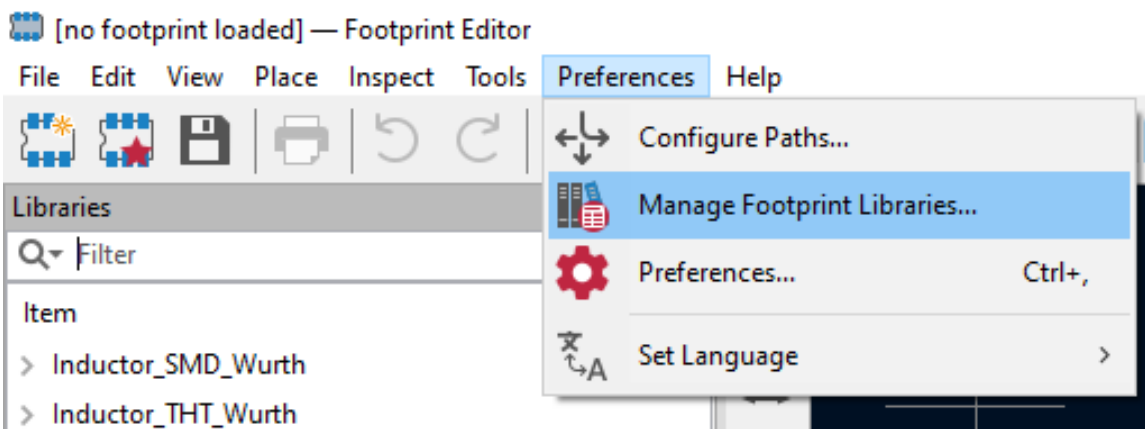 [no footprint loaded] — Footprint Editor
File Edit View Place Inspect Tools Preferences Help
Configure Paths...
Manage Footprint Libraries...
Preferences... Ctrl+,
Set Language
Libraries
Filter
Item
Inductor_SMD_Wurth
Inductor_THT_Wurth